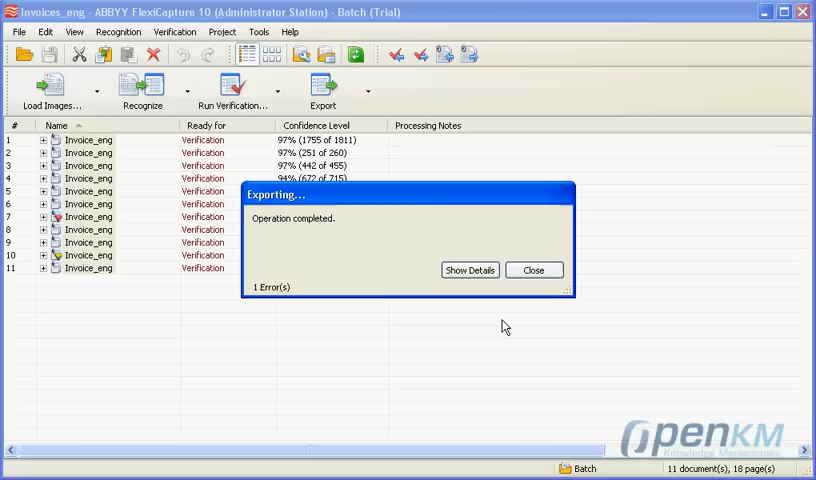 Invoices_eng - ABBYY FlexiCapture 10 (Administrator Station) - Batch (Trial)
File Edit View Recognition Verification Project Tools Help
Load Images... Recognize Run Verification... Export
# Name Ready for Confidence Level Processing Notes
1 Invoice_eng Verification 97% (1755 of 1811)
2 Invoice_eng Verification 97% (251 of 260)
3 Invoice_eng Verification 97% (442 of 455)
4 Invoice_eng Verification 94% (672 of 715)
5 Invoice_eng Verification
6 Invoice_eng Verification
7 Invoice_eng Verification
8 Invoice_eng Verification
9 Invoice_eng Verification
10 Invoice_eng Verification
11 Invoice_eng Verification
Exporting...
Operation completed.
Show Details Close
1 Error(s)
OpenKM
Knowledge Management
Batch 11 document(s), 18 page(s)